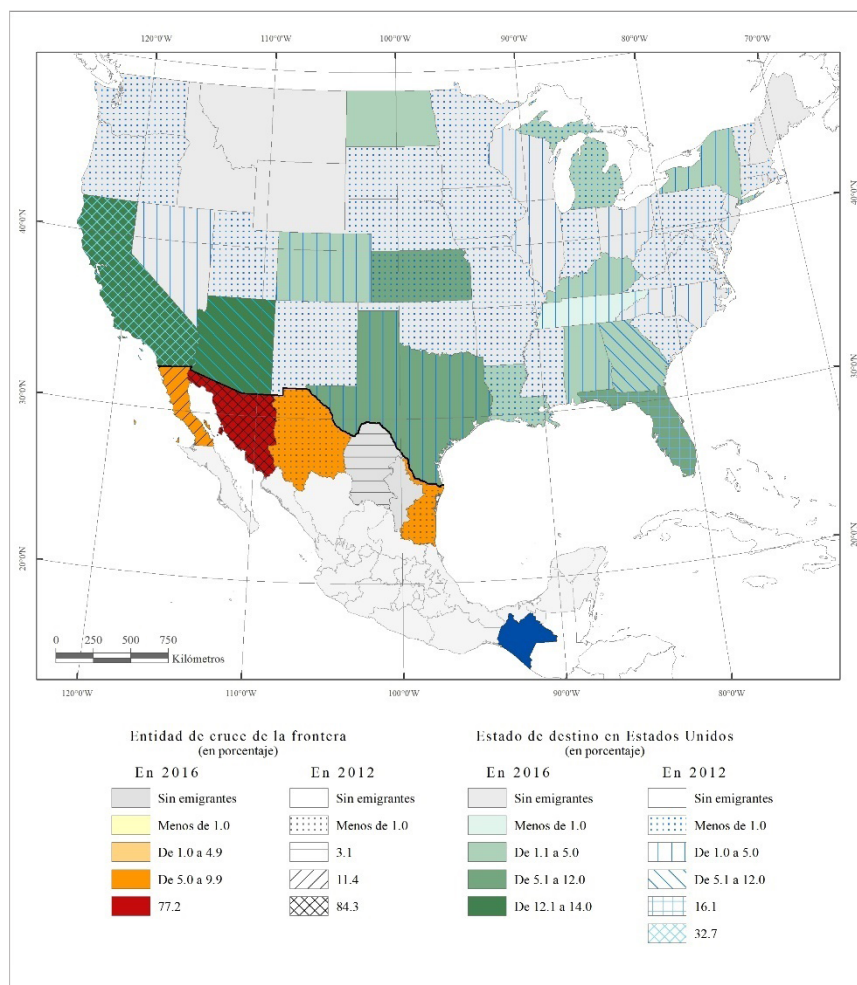 120°0'W 110°0'W 100°0'W 90°0'W 80°0'W 70°0'W
40°0'N 40°0'N
30°0'N 30°0'N
20°0'N 20°0'N
0 250 500 750
Kilómetros
120°0'W 110°0'W 100°0'W 90°0'W 80°0'W
Entidad de cruce de la frontera
(en porcentaje)
En 2016 En 2012
Sin emigrantes Sin emigrantes
Menos de 1.0 Menos de 1.0
De 1.0 a 4.9 3.1
De 5.0 a 9.9 11.4
77.2 84.3
Estado de destino en Estados Unidos
(en porcentaje)
En 2016 En 2012
Sin emigrantes Sin emigrantes
Menos de 1.0 Menos de 1.0
De 1.1 a 5.0 De 1.0 a 5.0
De 5.1 a 12.0 De 5.1 a 12.0
De 12.1 a 14.0 16.1
32.7